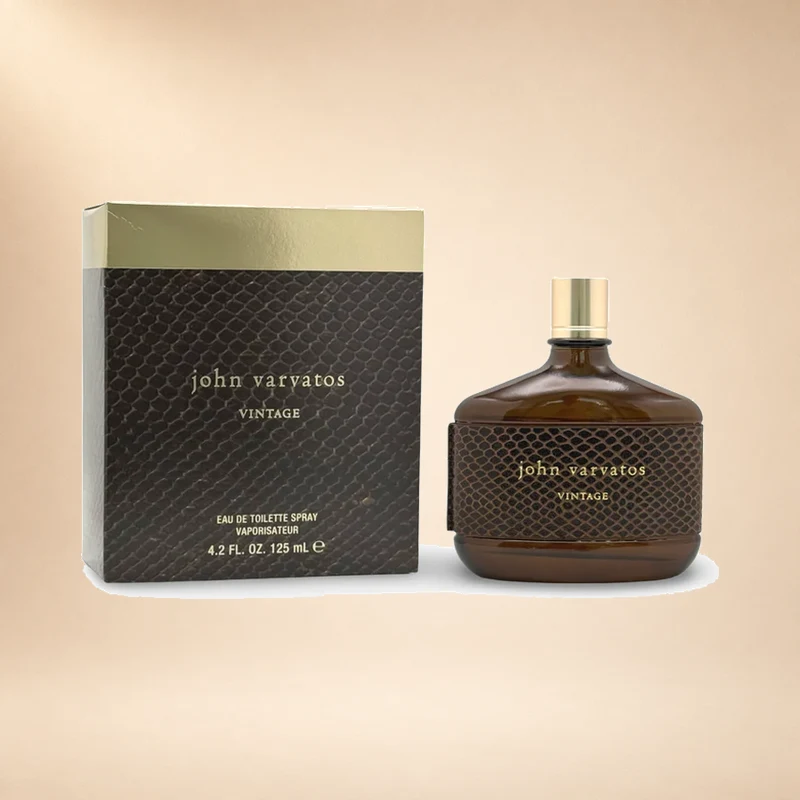 john varvatos
VINTAGE
EAU DE TOILETTE SPRAY
VAPORISATEUR
4.2 FL. OZ. 125 mL ℮
john varvatos
VINTAGE